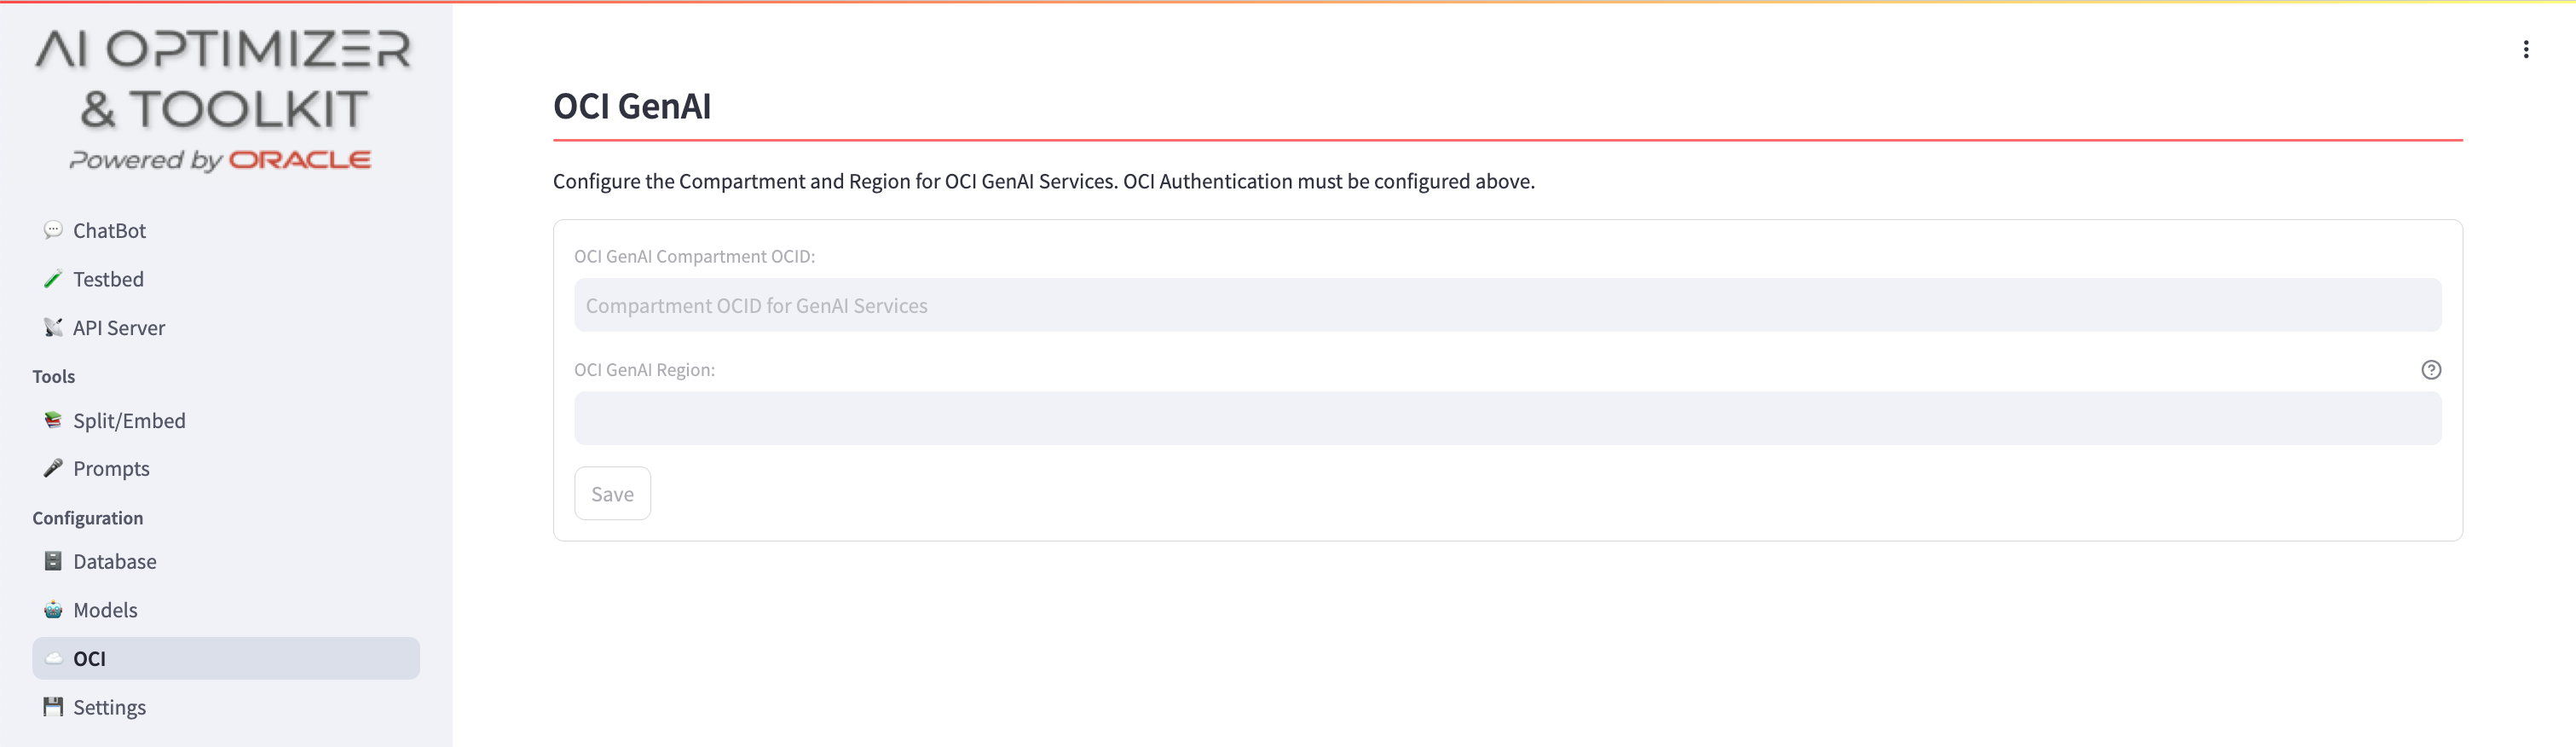 AI OPTIMIZER
& TOOLKIT
Powered by ORACLE
ChatBot
Testbed
API Server
Tools
Split/Embed
Prompts
Configuration
Database
Models
OCI
Settings
OCI GenAI
Configure the Compartment and Region for OCI GenAI Services. OCI Authentication must be configured above.
OCI GenAI Compartment OCID:
Compartment OCID for GenAI Services
OCI GenAI Region:
Save